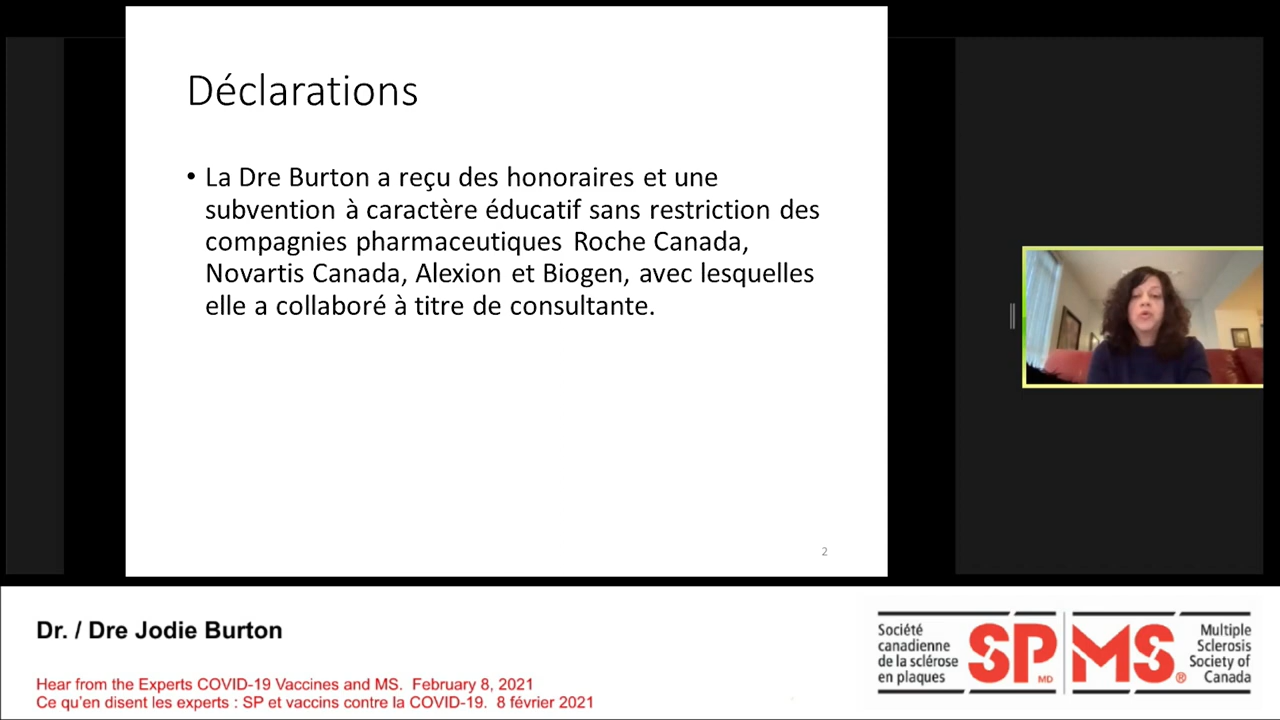 Déclarations
• La Dre Burton a reçu des honoraires et une
subvention à caractère éducatif sans restriction des
compagnies pharmaceutiques Roche Canada,
Novartis Canada, Alexion et Biogen, avec lesquelles
elle a collaboré à titre de consultante.
2
Dr. / Dre Jodie Burton
Hear from the Experts COVID-19 Vaccines and MS. February 8, 2021
Ce qu'en disent les experts : SP et vaccins contre la COVID-19. 8 février 2021
Société
canadienne
de la sclérose
en plaques
SP MD
MS ®
Multiple
Sclerosis
Society of
Canada